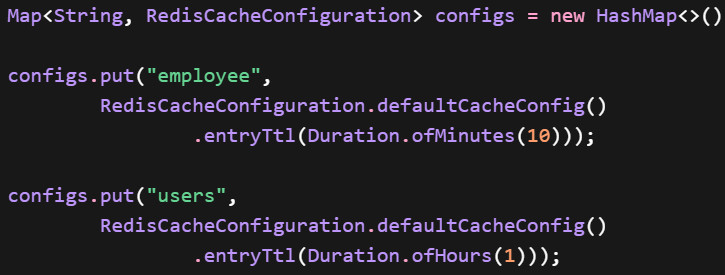 Map<String, RedisCacheConfiguration> configs = new HashMap<>()
configs.put("employee",
RedisCacheConfiguration.defaultCacheConfig()
.entryTtl(Duration.ofMinutes(10)));
configs.put("users",
RedisCacheConfiguration.defaultCacheConfig()
.entryTtl(Duration.ofHours(1)));